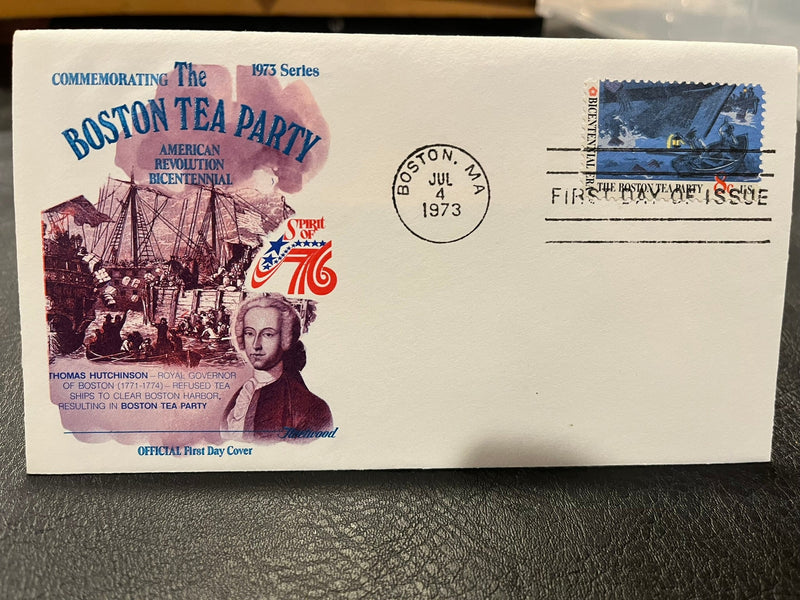 COMMEMORATING The
1973 Series
BOSTON TEA PARTY
AMERICAN
REVOLUTION
BICENTENNIAL
SPIRIT
OF
'76
THOMAS HUTCHINSON – ROYAL GOVERNOR
OF BOSTON (1771-1774) – REFUSED TEA
SHIPS TO CLEAR BOSTON HARBOR,
RESULTING IN BOSTON TEA PARTY
Fleetwood
OFFICIAL First Day Cover
BOSTON, MA
JUL
4
1973
BICENTENNIAL ERA
THE BOSTON TEA PARTY 8c U.S.
FIRST DAY OF ISSUE